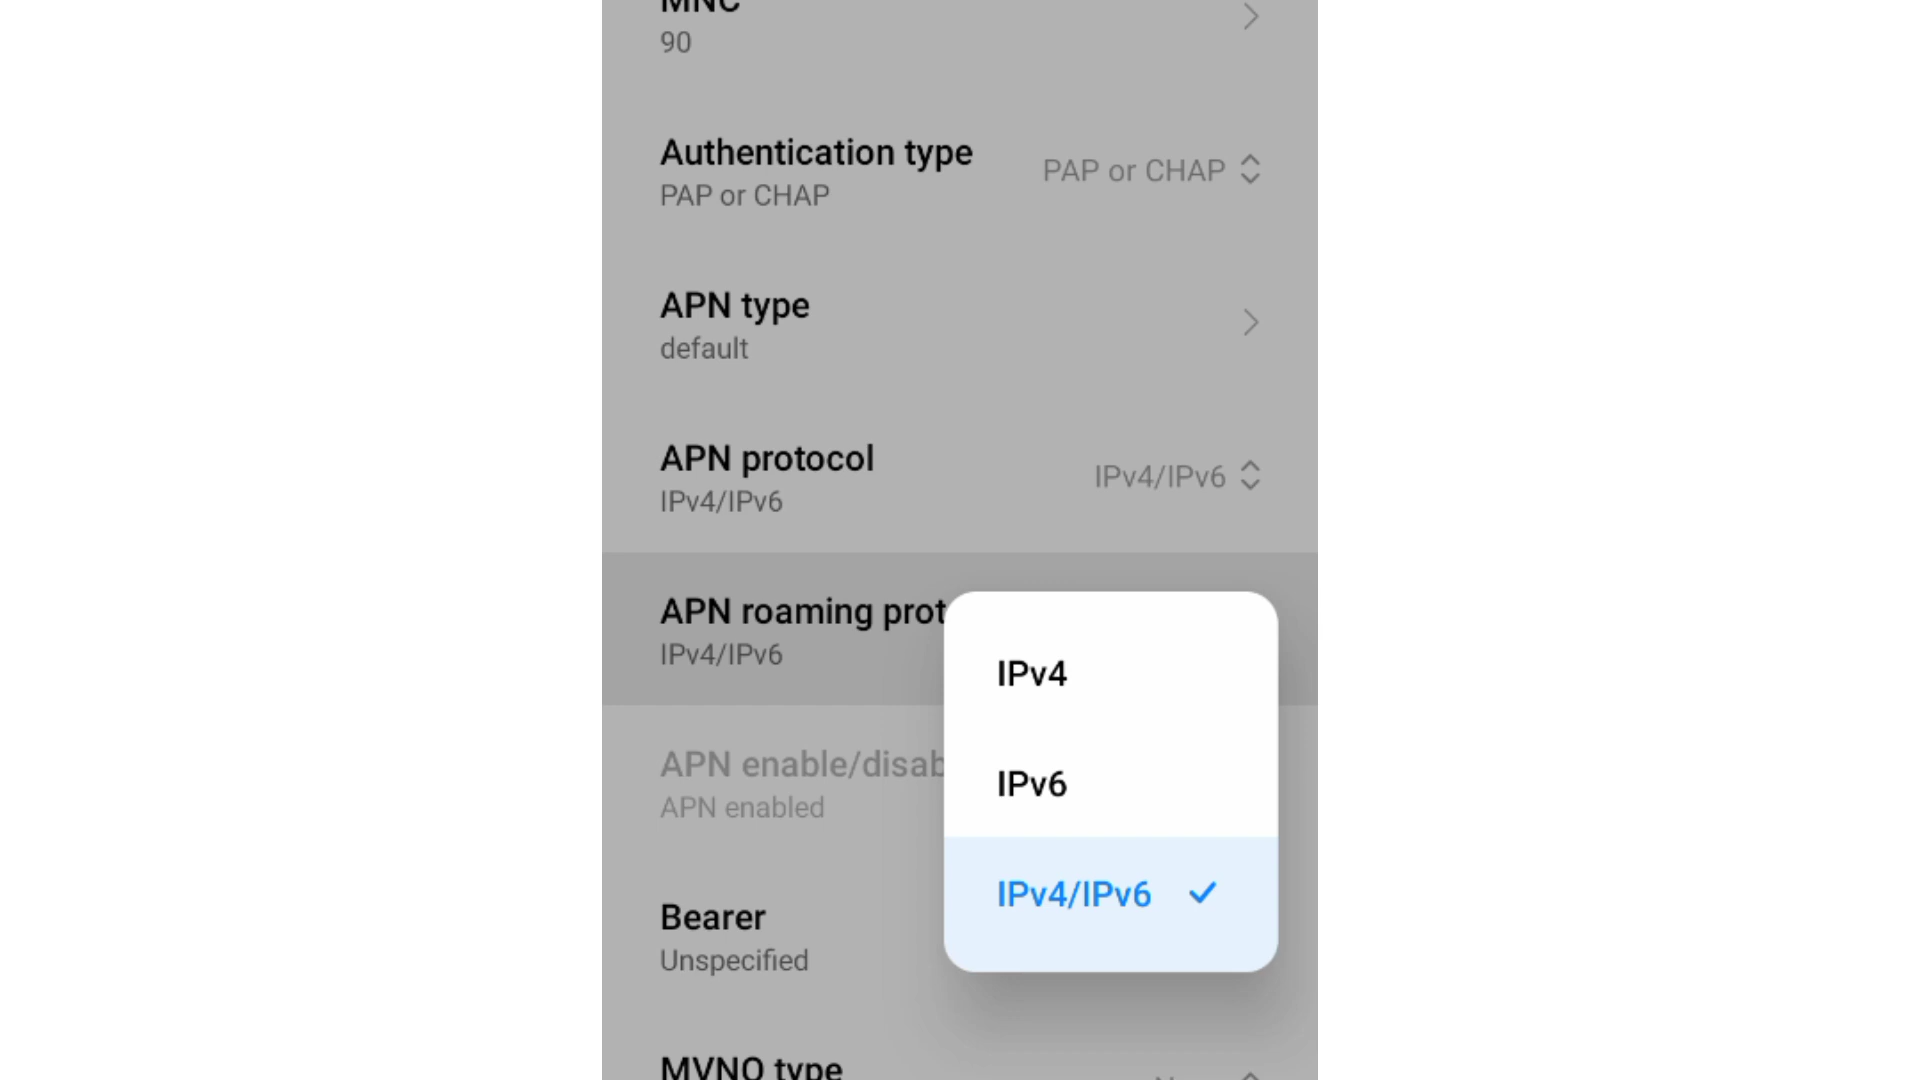 MNC
90
Authentication type
PAP or CHAP
PAP or CHAP
APN type
default
APN protocol
IPv4/IPv6
IPv4/IPv6
APN roaming prot
IPv4/IPv6
IPv4
IPv6
IPv4/IPv6
APN enable/disab
APN enabled
Bearer
Unspecified
MVNO type